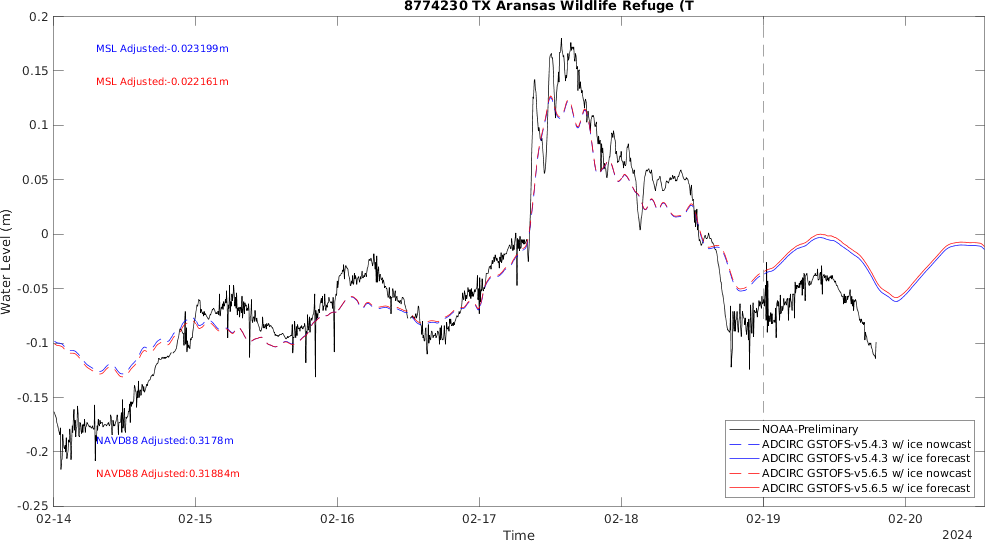 8774230 TX Aransas Wildlife Refuge (T
0.2
0.15
0.1
0.05
0
-0.05
-0.1
-0.15
-0.2
-0.25
Water Level (m)
MSL Adjusted:-0.023199m
MSL Adjusted:-0.022161m
NAVD88 Adjusted:0.3178m
NAVD88 Adjusted:0.31884m
NOAA-Preliminary
ADCIRC GSTOFS-v5.4.3 w/ ice nowcast
ADCIRC GSTOFS-v5.4.3 w/ ice forecast
ADCIRC GSTOFS-v5.6.5 w/ ice nowcast
ADCIRC GSTOFS-v5.6.5 w/ ice forecast
02-14 02-15 02-16 02-17 02-18 02-19 02-20
Time
2024